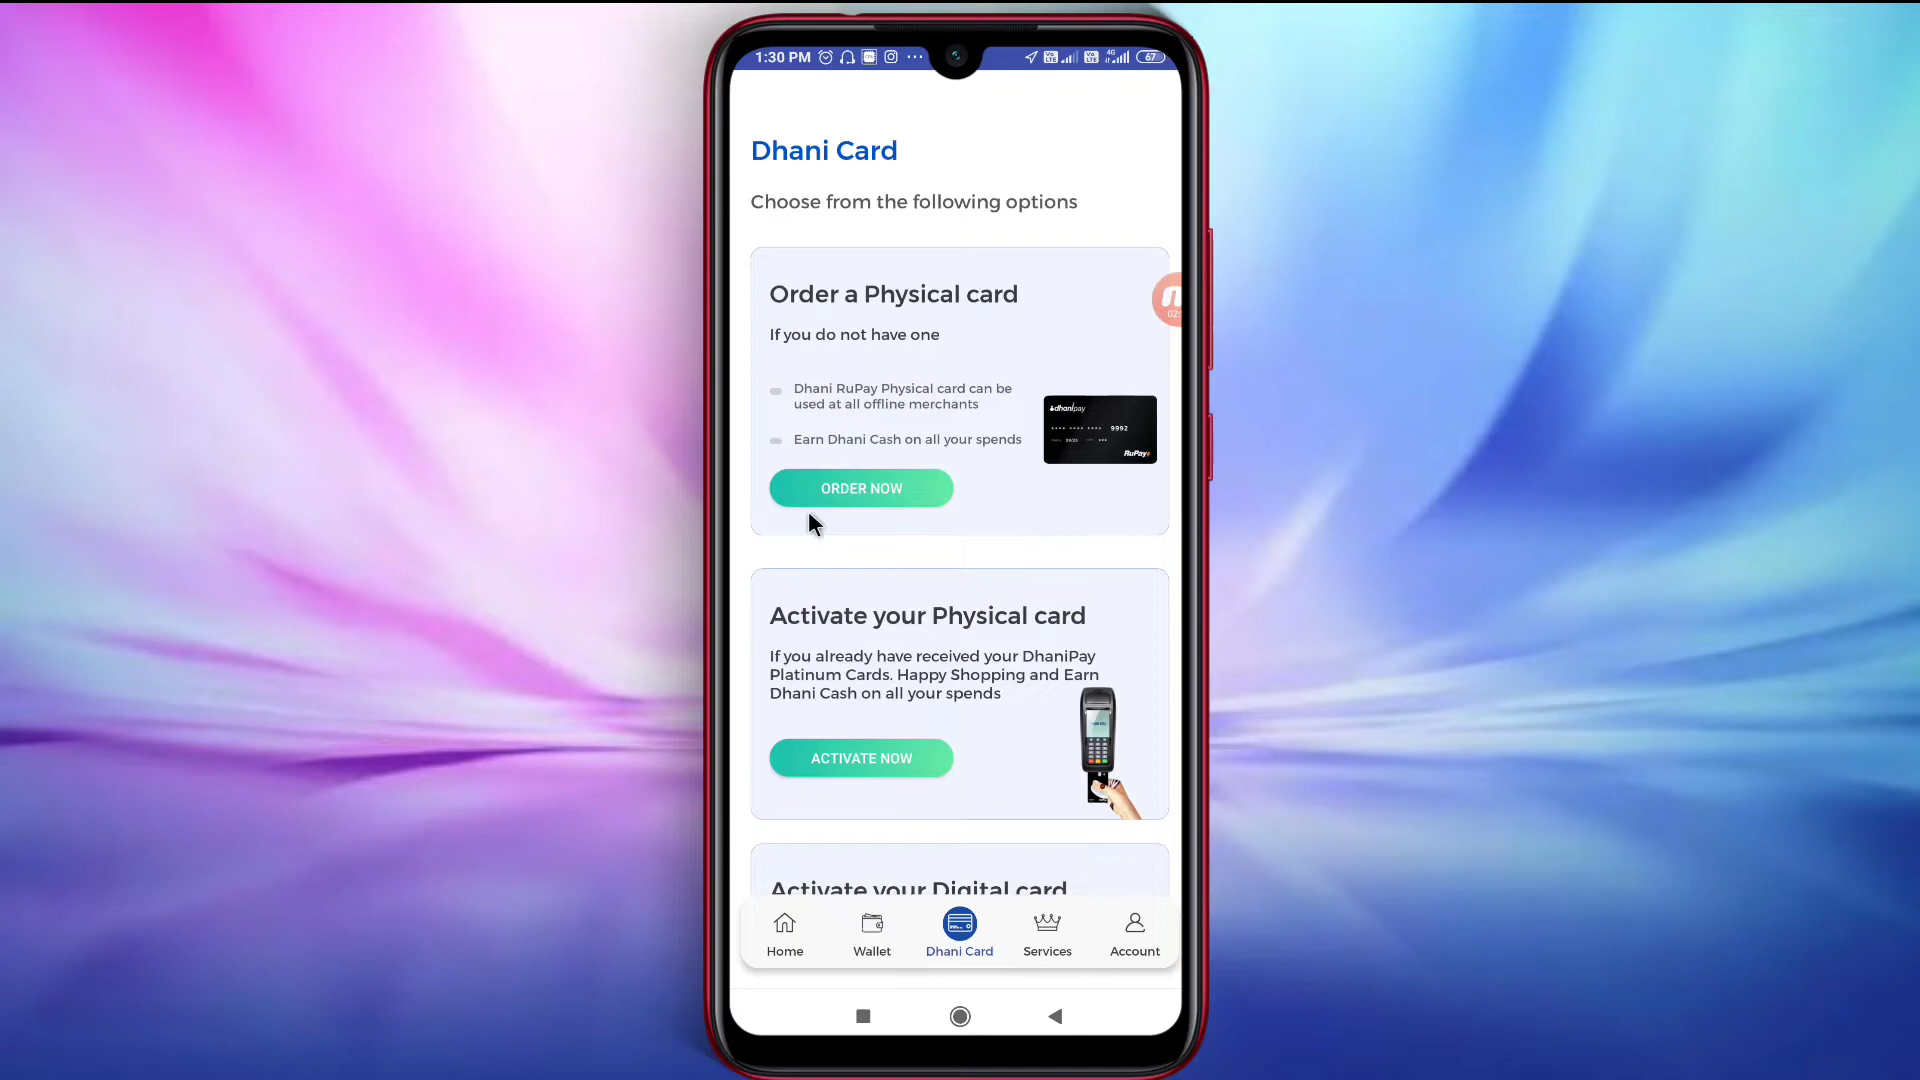 1:30 PM
67
Dhani Card
Choose from the following options
Order a Physical card
If you do not have one
Dhani RuPay Physical card can be
used at all offline merchants
Earn Dhani Cash on all your spends
dhani pay
9992
RuPay
ORDER NOW
Activate your Physical card
If you already have received your DhaniPay
Platinum Cards. Happy Shopping and Earn
Dhani Cash on all your spends
ACTIVATE NOW
Activate your Digital card
Home
Wallet
Dhani Card
Services
Account